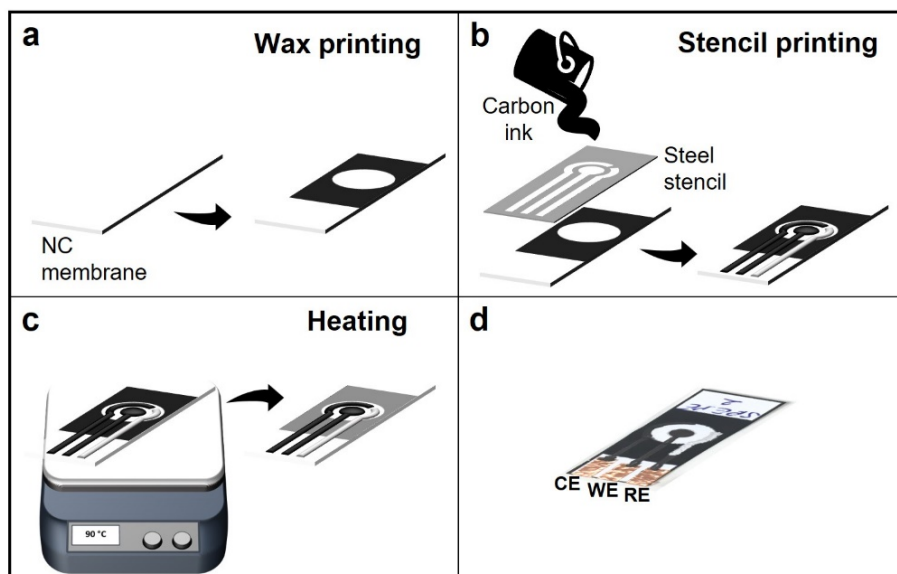 a
Wax printing
NC
membrane
b
Stencil printing
Carbon
ink
Steel
stencil
c
Heating
90 °C
d
CE WE RE